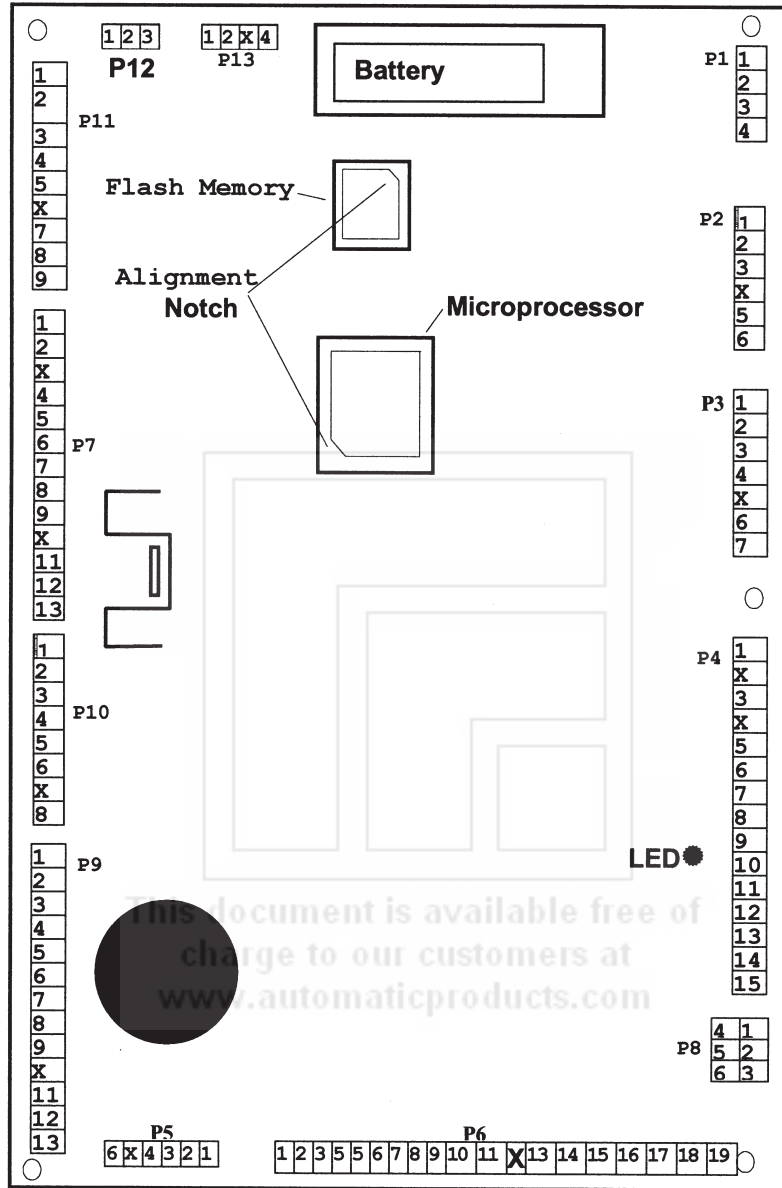 1 2 3
P12
1 2 X 4
P13
Battery
P1
1
2
3
4
1
2
P11
3
4
5
X
7
8
9
Flash Memory
Alignment
Notch
Microprocessor
P2
1
2
3
X
5
6
P3
1
2
3
4
X
6
7
1
2
X
4
5
6
P7
7
8
9
X
11
12
13
1
2
3
4
P10
5
6
X
8
P4
1
X
3
X
5
6
7
8
9
10
11
12
13
14
15
LED
P9
1
2
3
4
5
6
7
8
9
X
11
12
13
This document is available free of
charge to our customers at
www.automaticproducts.com
P8
4 1
5 2
6 3
P5
6 X 4 3 2 1
P6
1 2 3 5 5 6 7 8 9 10 11 X 13 14 15 16 17 18 19